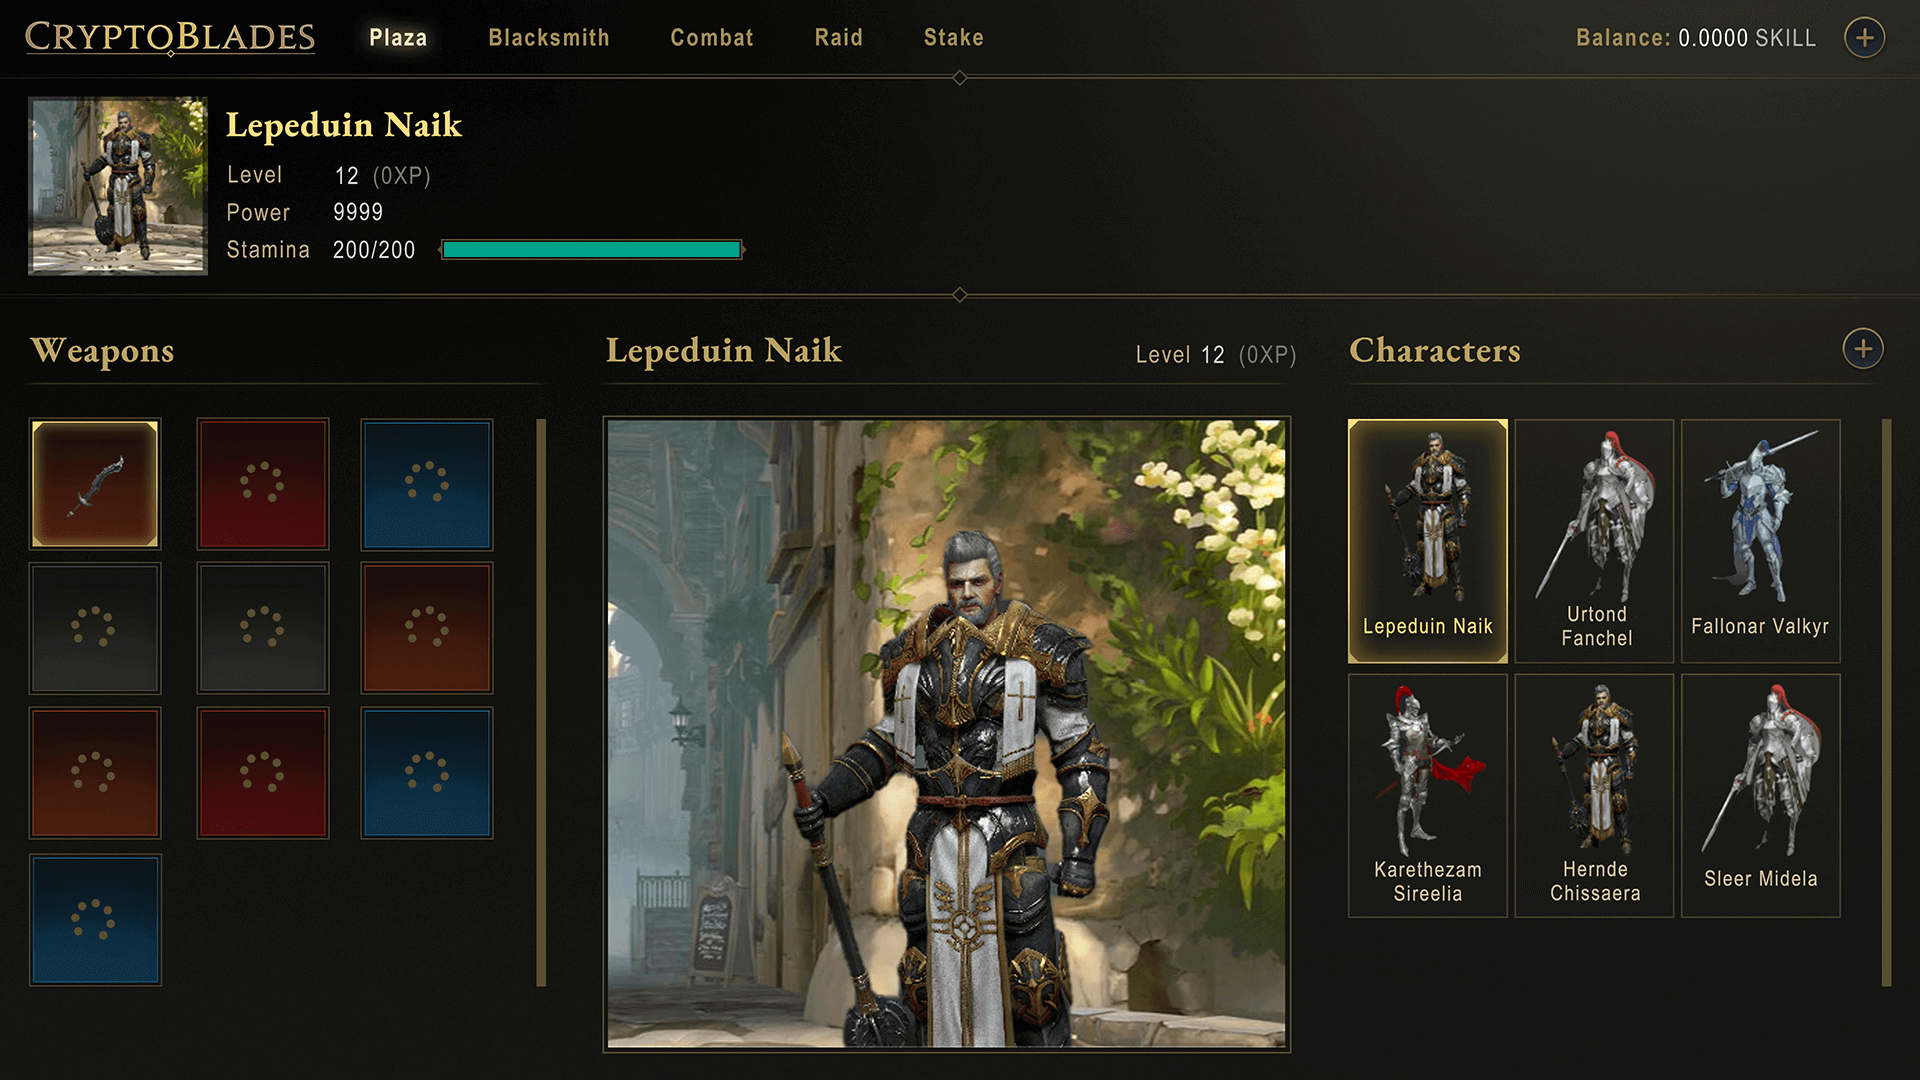 CRYPTOBLADES
Plaza
Blacksmith
Combat
Raid
Stake
Balance: 0.0000 SKILL
Lepeduin Naik
Level 12 (0XP)
Power 9999
Stamina 200/200
Weapons
Lepeduin Naik
Level 12 (0XP)
Characters
Lepeduin Naik
Urtond
Fanchel
Fallonar Valkyr
Karethezam
Sireelia
Hernde
Chissaera
Sleer Midela